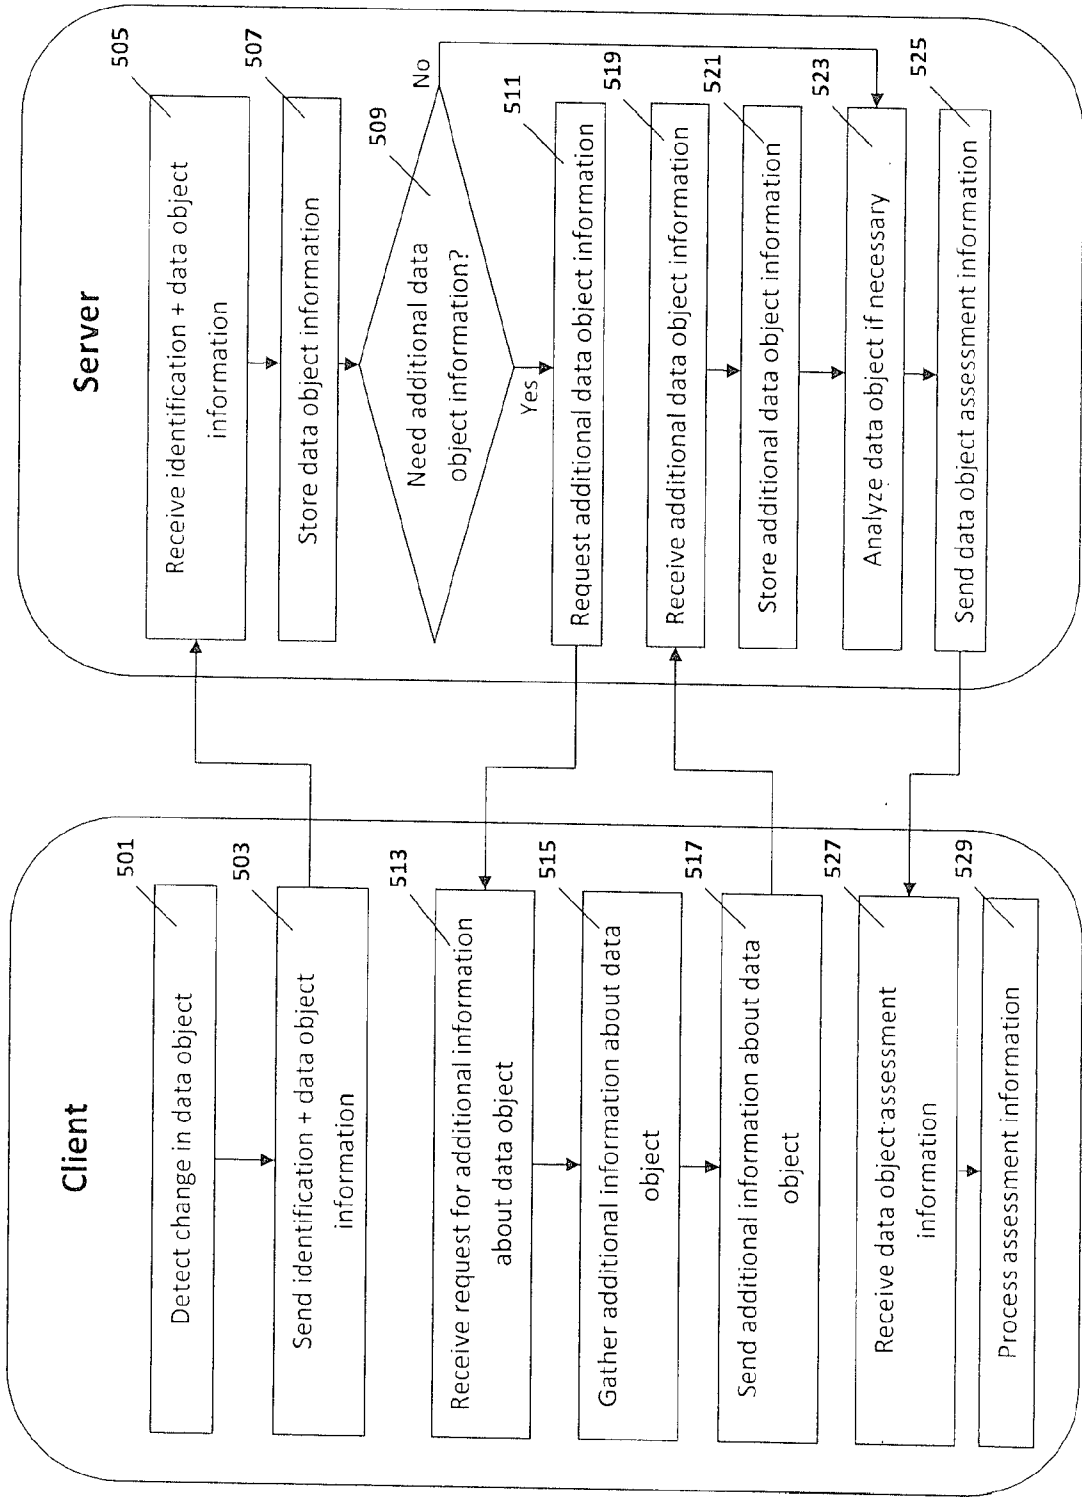 Client
501
Detect change in data object
503
Send identification + data object
information
513
Receive request for additional information
about data object
515
Gather additional information about data
object
517
Send additional information about data
object
527
Receive data object assessment
information
529
Process assessment information
Server
505
Receive identification + data object
information
507
Store data object information
509
Need additional data
object information?
No
Yes
511
Request additional data object information
519
Receive additional data object information
521
Store additional data object information
523
Analyze data object if necessary
525
Send data object assessment information